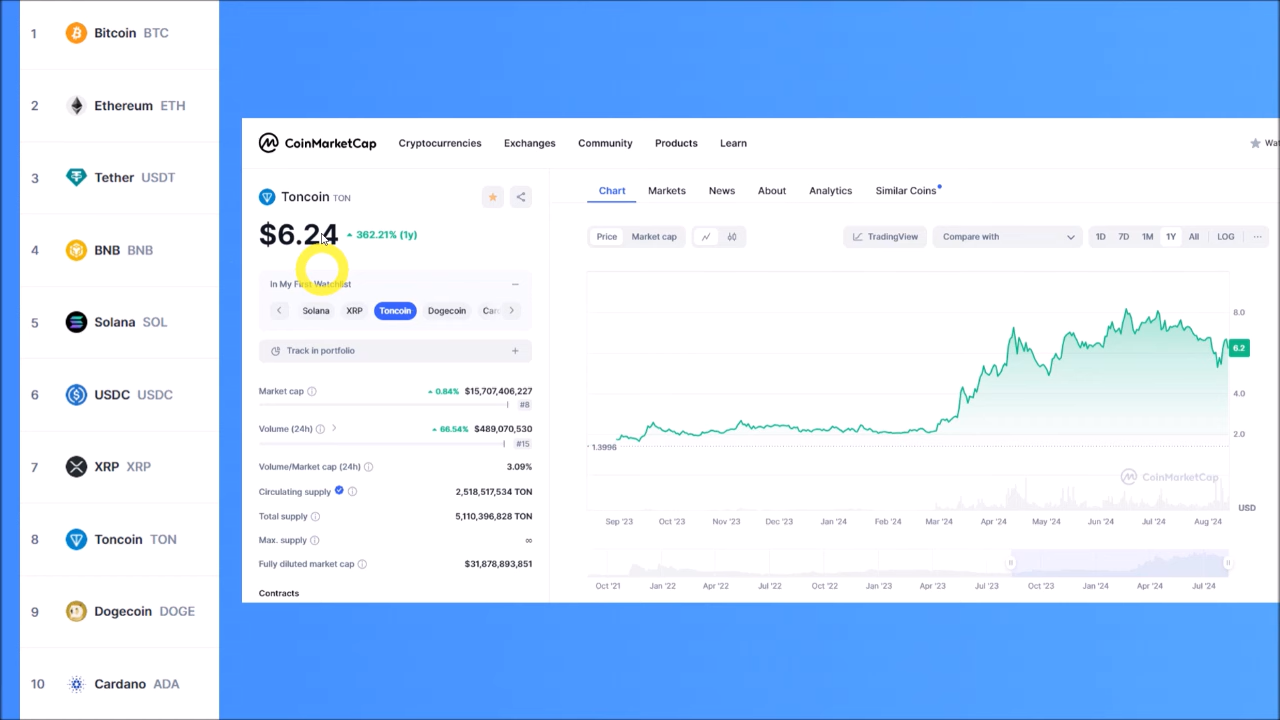 1 Bitcoin BTC
2 Ethereum ETH
3 Tether USDT
4 BNB BNB
5 Solana SOL
6 USDC USDC
7 XRP XRP
8 Toncoin TON
9 Dogecoin DOGE
10 Cardano ADA
CoinMarketCap Cryptocurrencies Exchanges Community Products Learn
Toncoin TON
$6.24 362.21% (1y)
In My First Watchlist
Solana XRP Toncoin Dogecoin Car
Track in portfolio +
Market cap 0.84% $15,707,406,227
#8
Volume (24h) 66.54% $489,070,530
#15
Volume/Market cap (24h) 3.09%
Circulating supply 2,518,517,534 TON
Total supply 5,110,396,828 TON
Max. supply ∞
Fully diluted market cap $31,878,893,851
Contracts
Chart Markets News About Analytics Similar Coins
Price Market cap TradingView Compare with 1D 7D 1M 1Y All LOG ...
8.0
6.2
4.0
2.0
1.3996
CoinMarketCap
USD
Sep '23 Oct '23 Nov '23 Dec '23 Jan '24 Feb '24 Mar '24 Apr '24 May '24 Jun '24 Jul '24 Aug '24
Oct '21 Jan '22 Apr '22 Jul '22 Oct '22 Jan '23 Apr '23 Jul '23 Oct '23 Jan '24 Apr '24 Jul '24